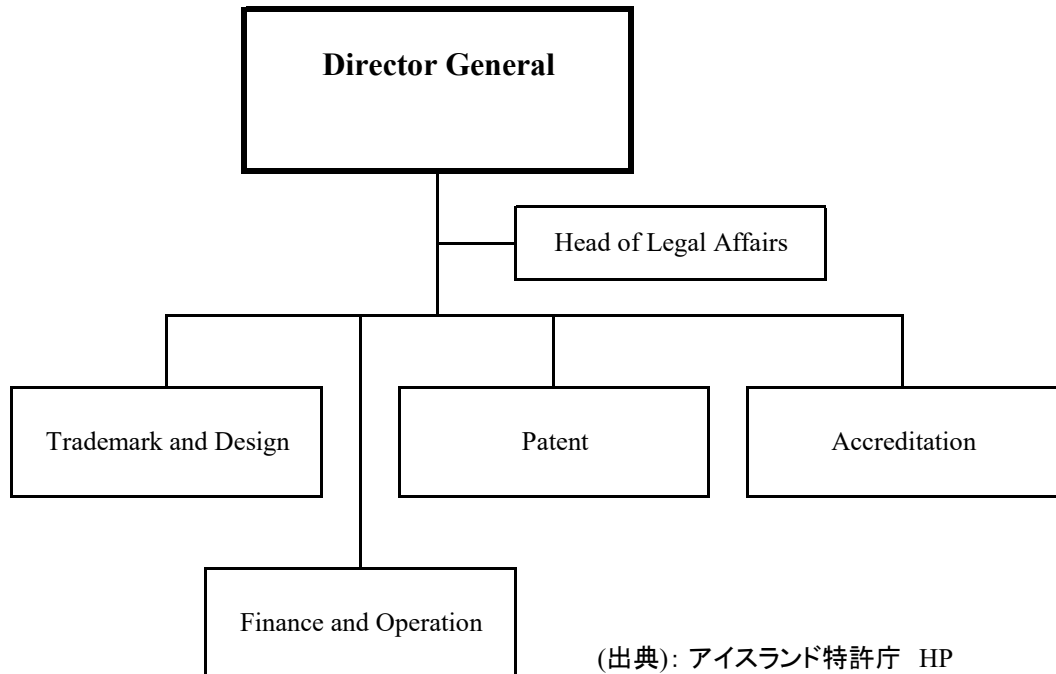 Director General
Head of Legal Affairs
Trademark and Design
Patent
Accreditation
Finance and Operation
(出典): アイスランド特許庁 HP